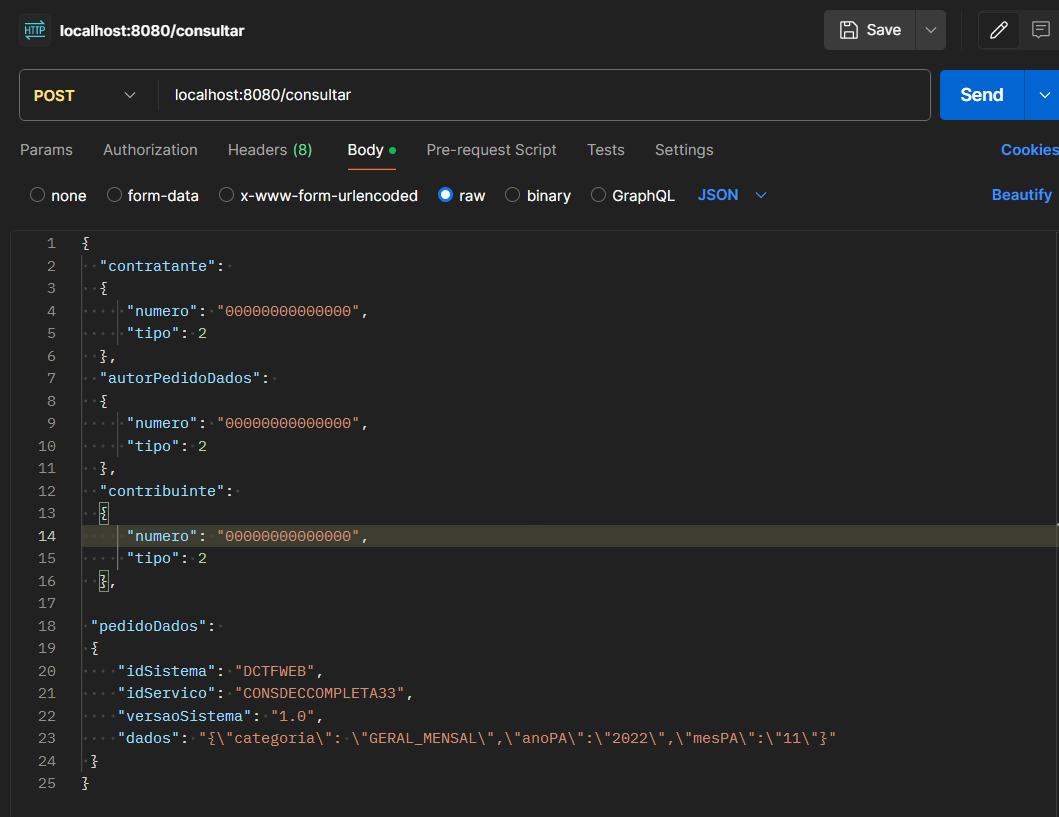 HTTP localhost:8080/consultar Save
POST localhost:8080/consultar Send
Params Authorization Headers (8) Body Pre-request Script Tests Settings Cookies
none form-data x-www-form-urlencoded raw binary GraphQL JSON Beautify
1 {
2 "contratante":
3 {
4 "numero": "00000000000000",
5 "tipo": 2
6 },
7 "autorPedidoDados":
8 {
9 "numero": "00000000000000",
10 "tipo": 2
11 },
12 "contribuinte":
13 {
14 "numero": "00000000000000",
15 "tipo": 2
16 },
17
18 "pedidoDados":
19 {
20 "idSistema": "DCTFWEB",
21 "idServico": "CONSDECCOMPLETA33",
22 "versaoSistema": "1.0",
23 "dados": "{\"categoria\": \"GERAL_MENSAL\",\"anoPA\":\"2022\",\"mesPA\":\"11\"}"
24 }
25 }